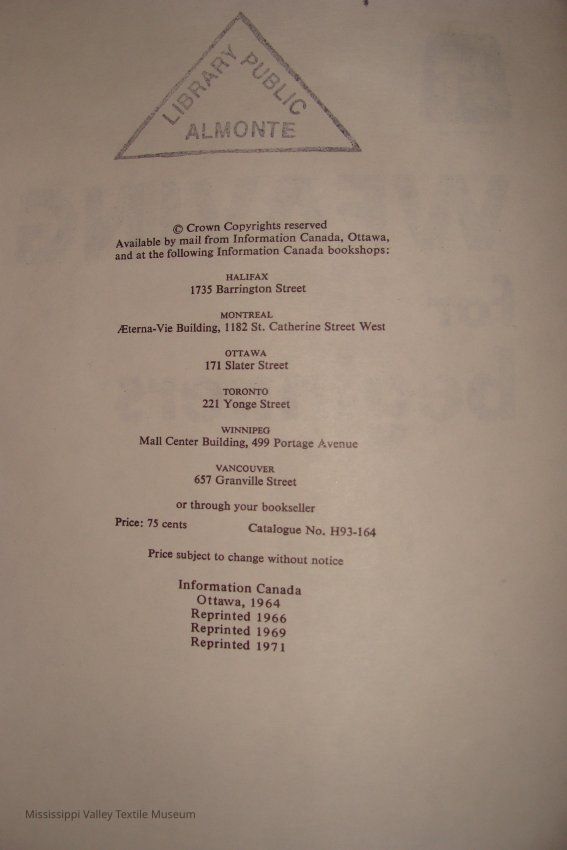 LIBRARY PUBLIC
ALMONTE
© Crown Copyrights reserved
Available by mail from Information Canada, Ottawa,
and at the following Information Canada bookshops:
HALIFAX
1735 Barrington Street
MONTREAL
Æterna-Vie Building, 1182 St. Catherine Street West
OTTAWA
171 Slater Street
TORONTO
221 Yonge Street
WINNIPEG
Mall Center Building, 499 Portage Avenue
VANCOUVER
657 Granville Street
or through your bookseller
Price: 75 cents Catalogue No. H93-164
Price subject to change without notice
Information Canada
Ottawa, 1964
Reprinted 1966
Reprinted 1969
Reprinted 1971
Mississippi Valley Textile Museum